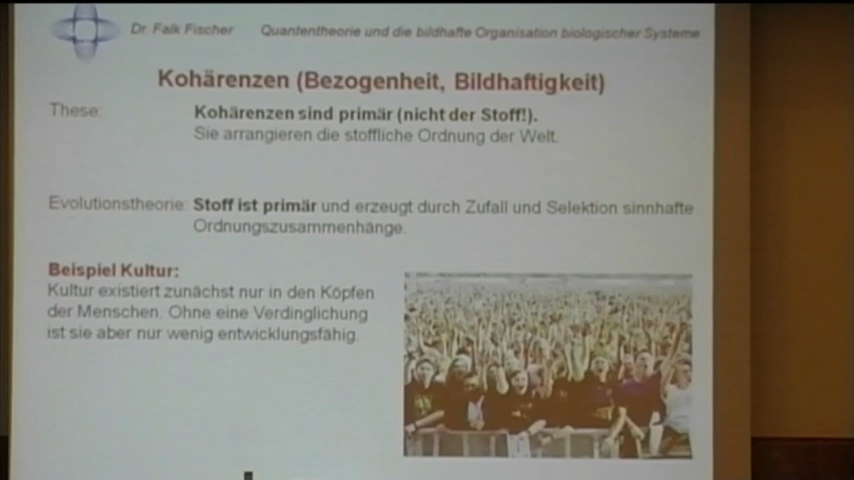 Dr. Falk Fischer Quantentheorie und die bildhafte Organisation biologischer Systeme
Kohärenzen (Bezogenheit, Bildhaftigkeit)
These: Kohärenzen sind primär (nicht der Stoff!).
Sie arrangieren die stoffliche Ordnung der Welt.
Evolutionstheorie: Stoff ist primär und erzeugt durch Zufall und Selektion sinnhafte
Ordnungszusammenhänge.
Beispiel Kultur:
Kultur existiert zunächst nur in den Köpfen
der Menschen. Ohne eine Verdinglichung
ist sie aber nur wenig entwicklungsfähig.